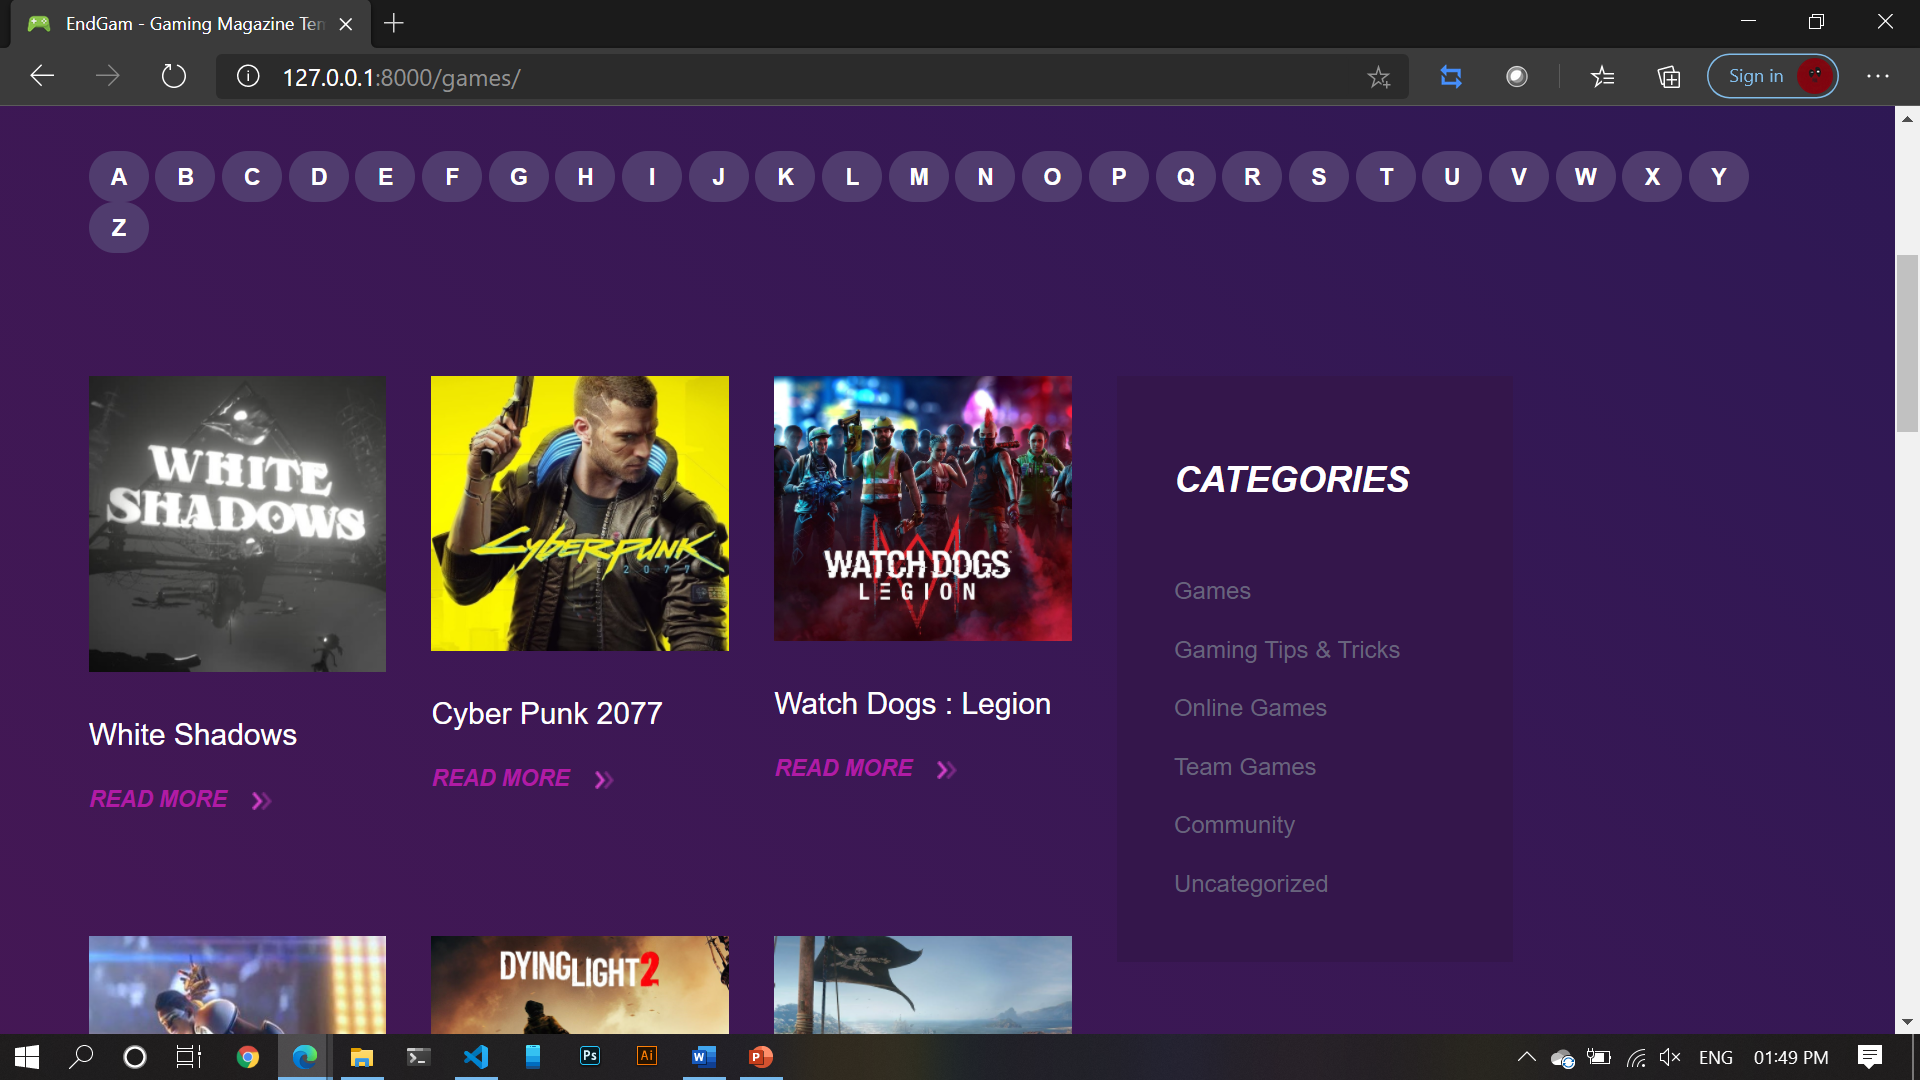 EndGam - Gaming Magazine Ten
127.0.0.1:8000/games/
Sign in
A B C D E F G H I J K L M N O P Q R S T U V W X Y
Z
WHITE
SHADOWS
CYBERPUNK
2077
WATCH DOGS
LEGION
CATEGORIES
Games
Gaming Tips & Tricks
Online Games
Team Games
Community
Uncategorized
White Shadows
Cyber Punk 2077
Watch Dogs : Legion
READ MORE
READ MORE
READ MORE
DYING LIGHT 2
Ps
Ai
W
P
ENG
01:49 PM